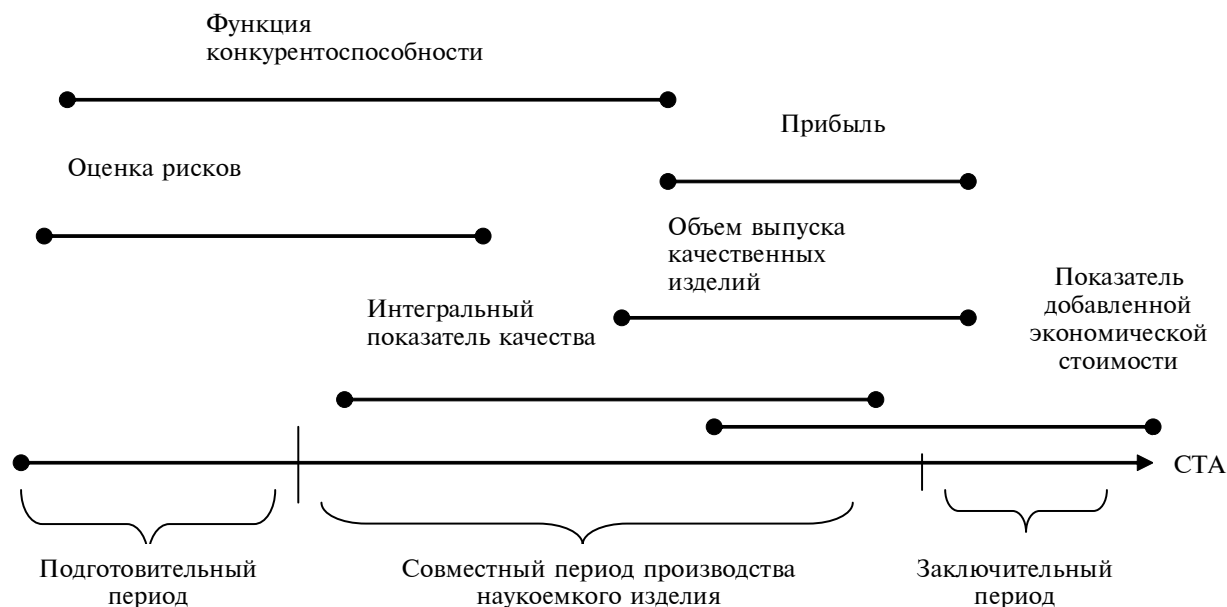 Функция
конкурентоспособности
Прибыль
Оценка рисков
Объем выпуска
качественных
изделий
Показатель
добавленной
экономической
стоимости
Интегральный
показатель качества
СТА
Подготовительный
период
Совместный период производства
наукоемкого изделия
Заключительный
период